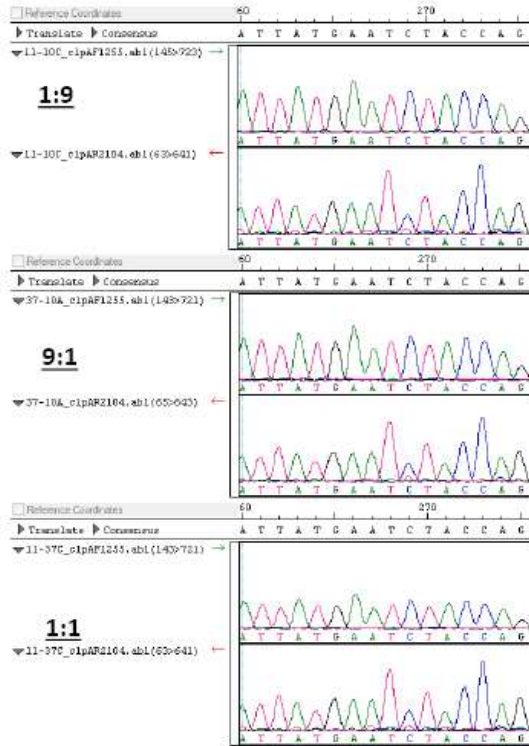 Reference Coordinates 60 270
Translate Consensus A T T A T G A A T C T A C C A G
11-10C_clpAF1255.ab1(145>723) →
1:9
A T T A T G A A T C T A C C A G
11-10C_clpAR2104.ab1(63>641) ←
A T T A T G A A T C T A C C A G
Reference Coordinates 60 270
Translate Consensus A T T A T G A A T C T A C C A G
37-10A_clpAF1255.ab1(143>721) →
9:1
A T T A T G A A T C T A C C A G
37-10A_clpAR2104.ab1(65>643) ←
A T T A T G A A T C T A C C A G
Reference Coordinates 60 270
Translate Consensus A T T A T G A A T C T A C C A G
11-37C_clpAF1255.ab1(143>721) →
1:1
A T T A T G A A T C T A C C A G
11-37C_clpAR2104.ab1(63>641) ←
A T T A T G A A T C T A C C A G